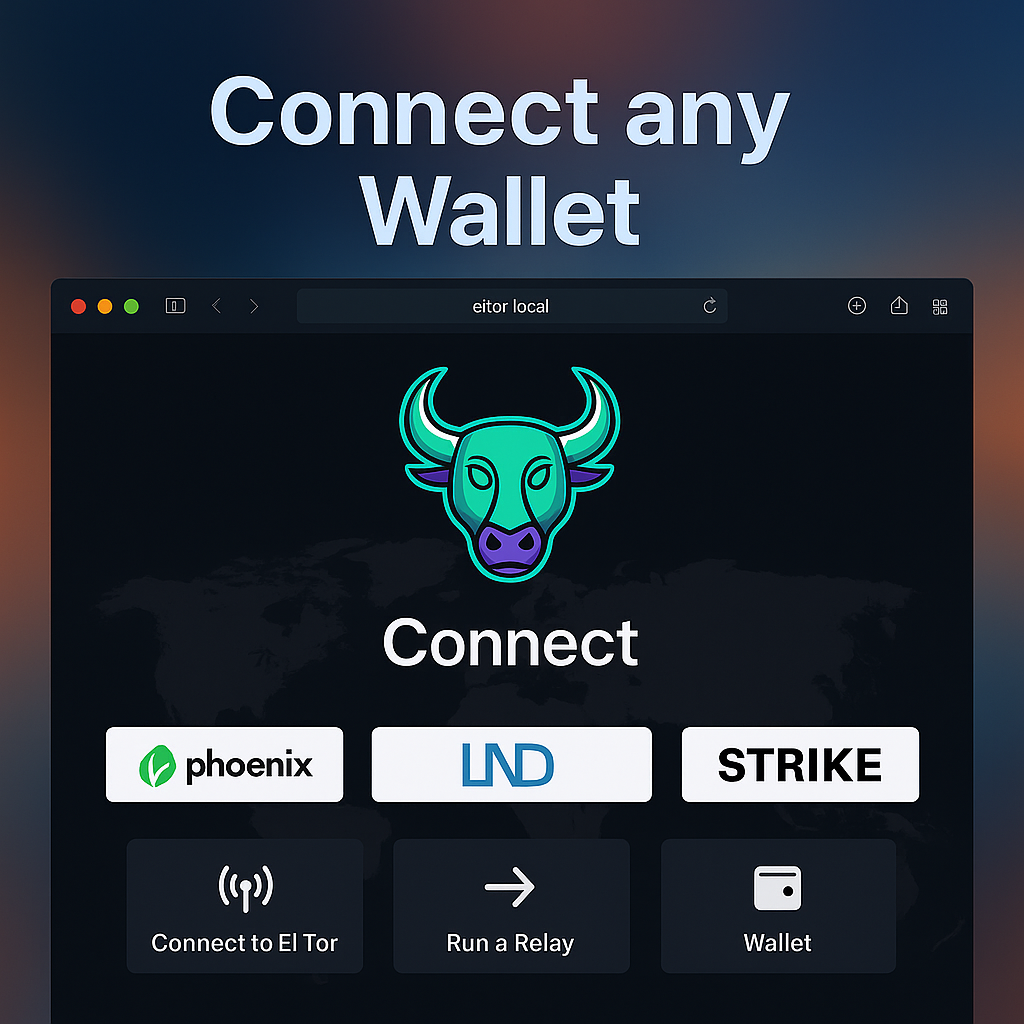 Connect any
Wallet
eitor local
Connect
phoenix
LND
STRIKE
Connect to El Tor
Run a Relay
Wallet